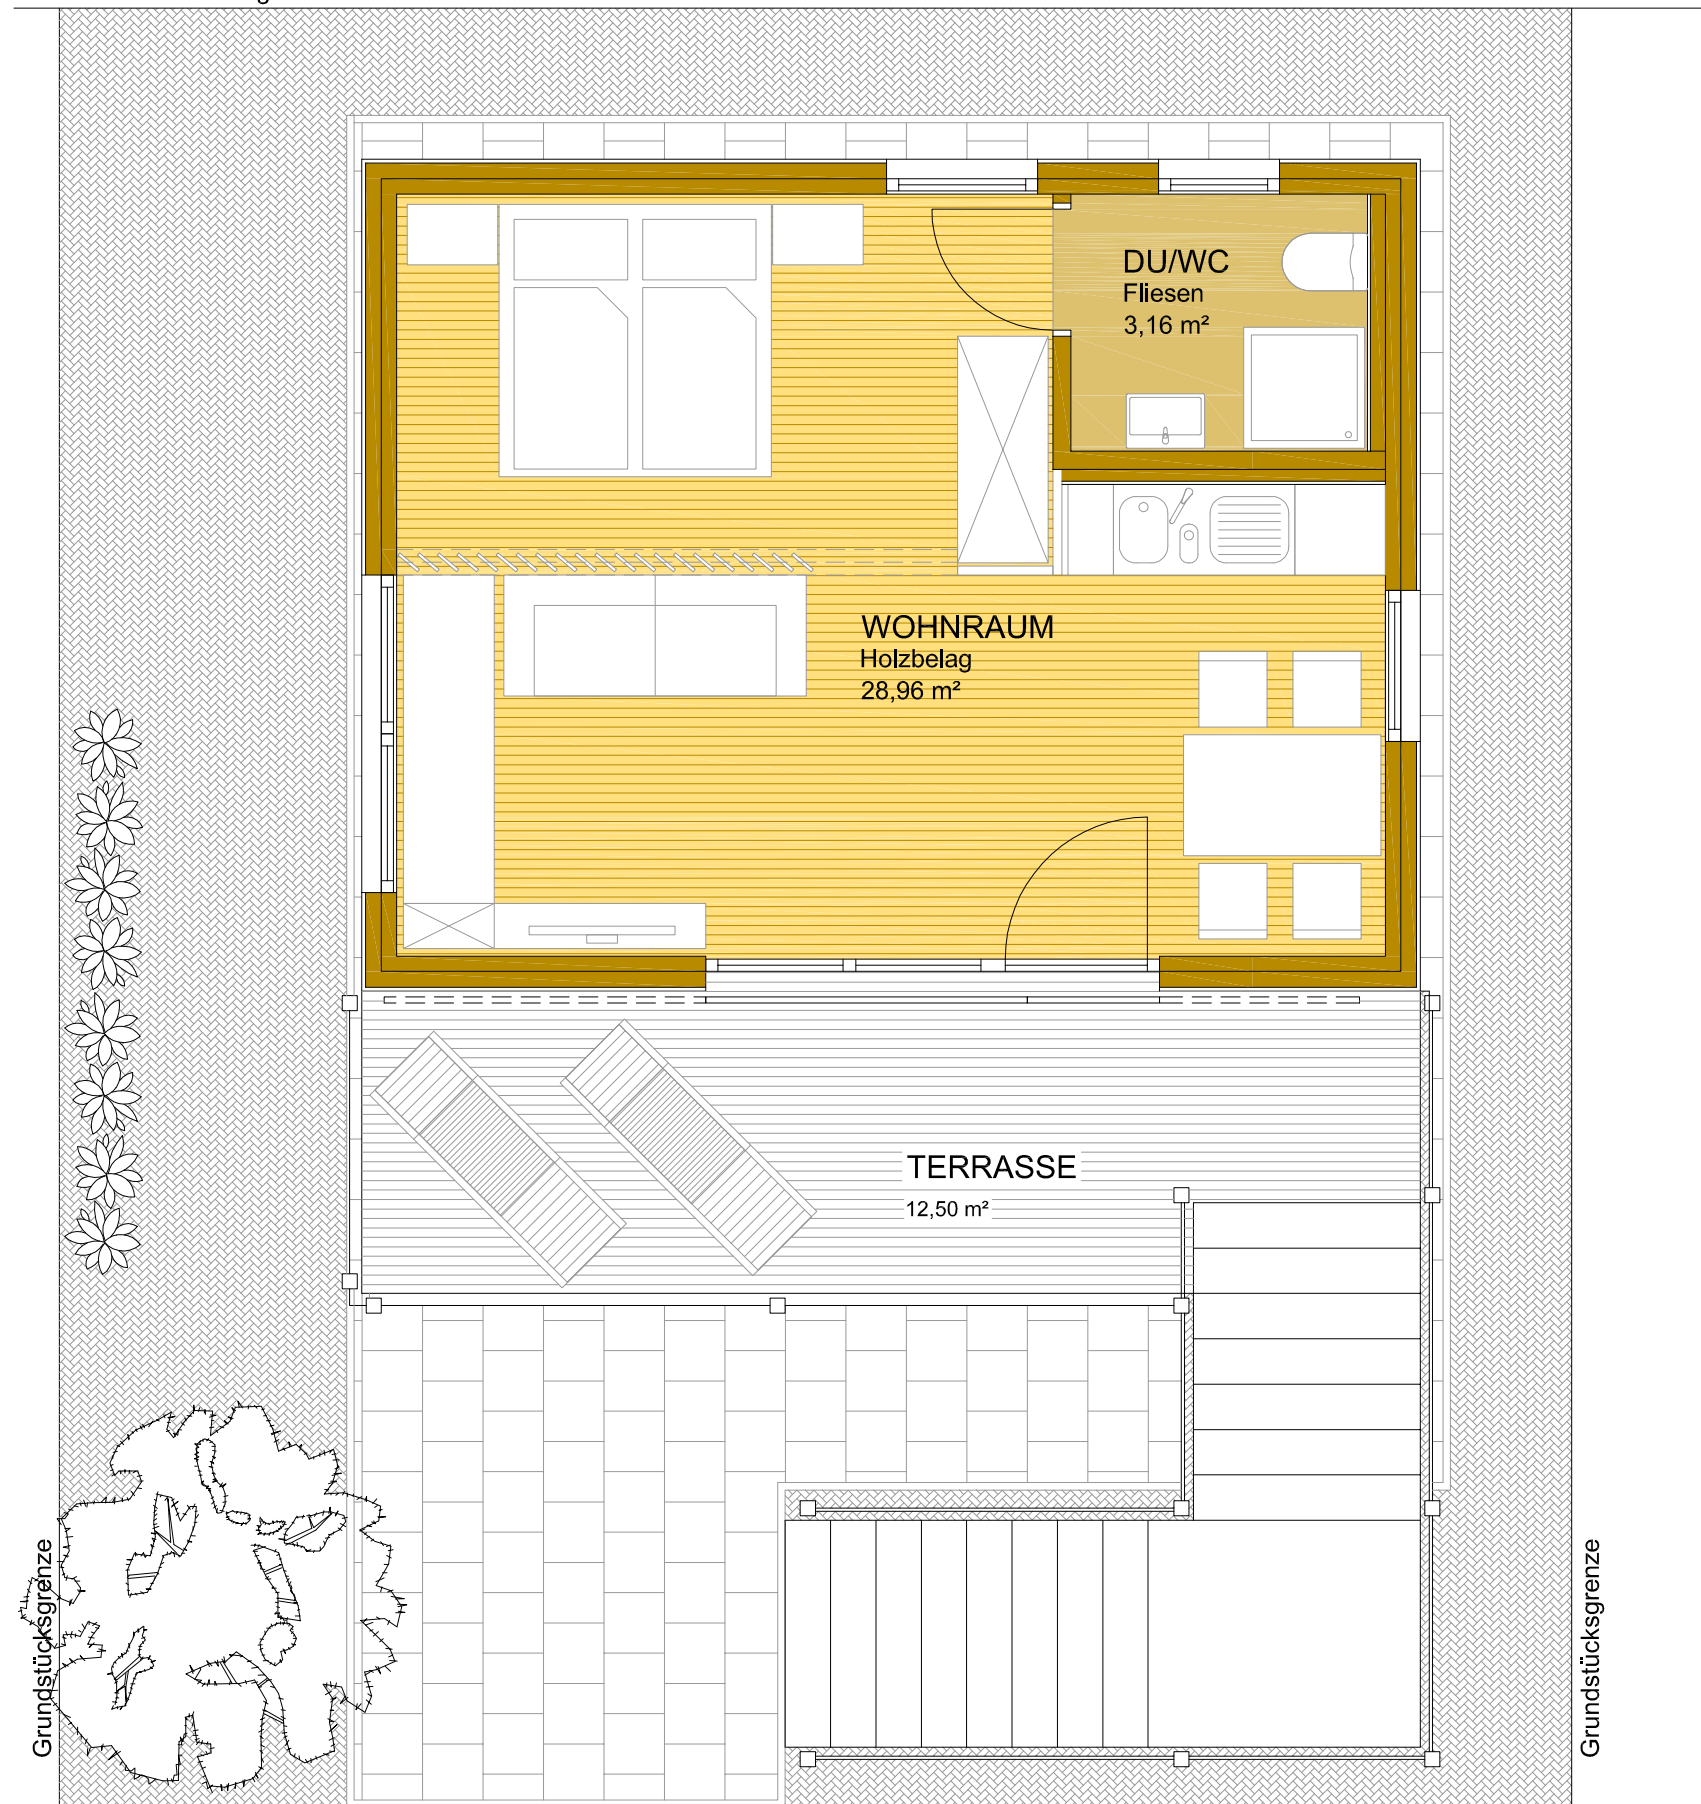 DU/WC
Fliesen
3,16 m²
WOHNRAUM
Holzbelag
28,96 m²
TERRASSE
12,50 m²
Grundstücksgrenze
Grundstücksgrenze